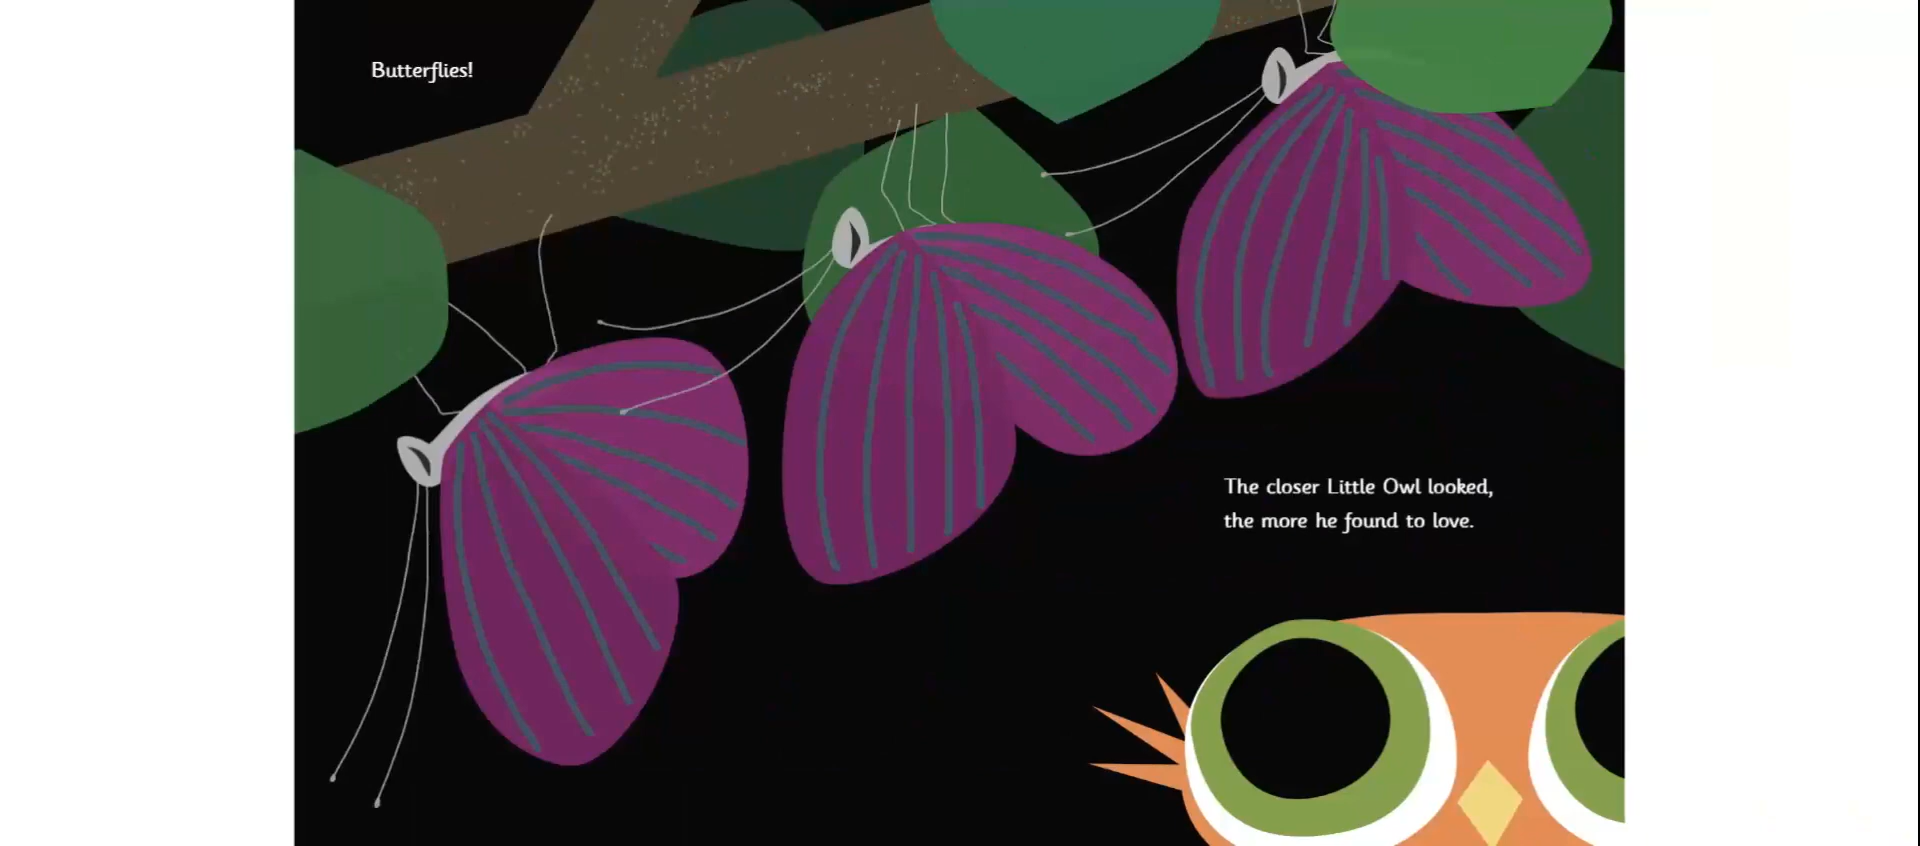 Butterflies!
The closer Little Owl looked,
the more he found to love.